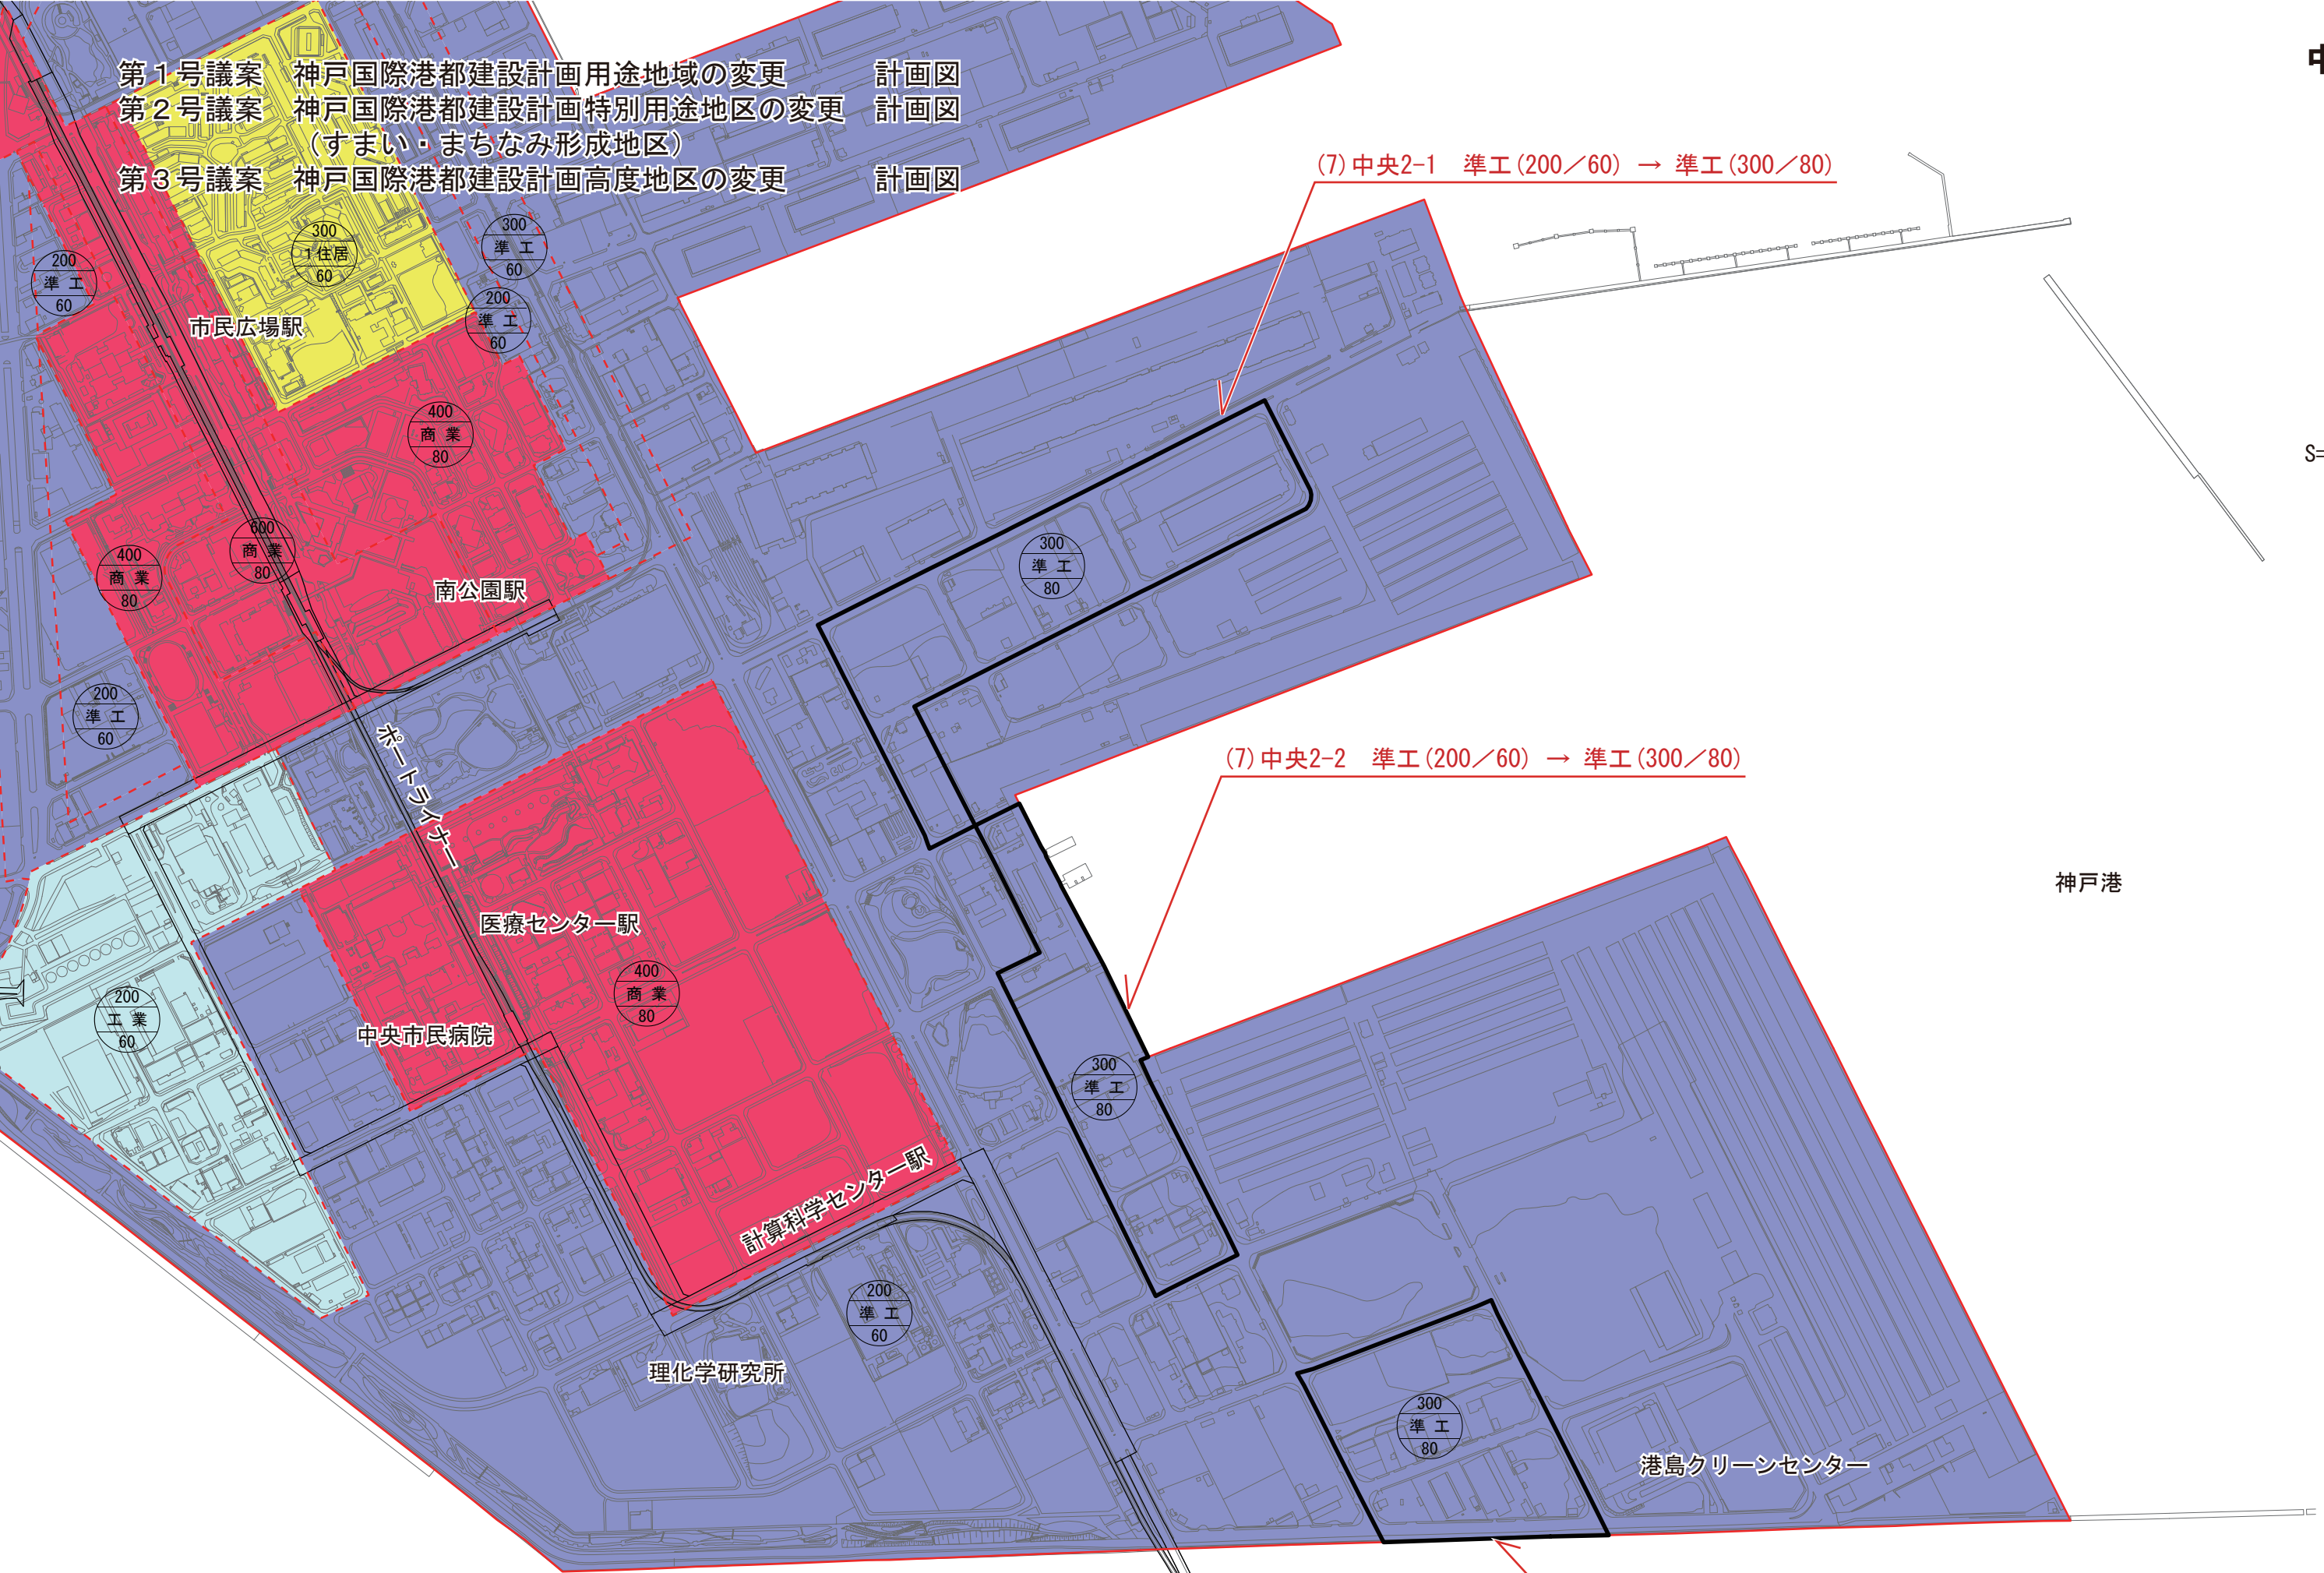 第1号議案　神戸国際港都建設計画用途地域の変更　　　計画図
第2号議案　神戸国際港都建設計画特別用途地区の変更　計画図
（すまい・まちなみ形成地区）
第3号議案　神戸国際港都建設計画高度地区の変更　　　計画図
(7)中央2-1　準工(200／60) → 準工(300／80)
300
準 工
60
300
1住居
60
200
準 工
60
200
準 工
60
市民広場駅
400
商 業
80
S=
600
商 業
80
400
商 業
80
300
準 工
80
南公園駅
200
準 工
60
ポートライナー
(7)中央2-2　準工(200／60) → 準工(300／80)
神戸港
医療センター駅
400
商 業
80
200
工 業
60
中央市民病院
300
準 工
80
計算科学センター駅
200
準 工
60
理化学研究所
300
準 工
80
港島クリーンセンター